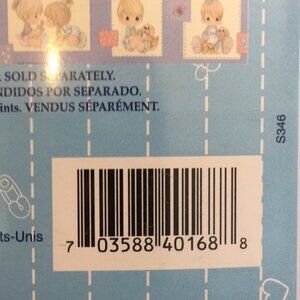 SOLD SEPARATELY.
NDIDOS POR SEPARADO.
ints. VENDUS SÉPARÉMENT.
S346
ts-Unis
7 03588 40168 8